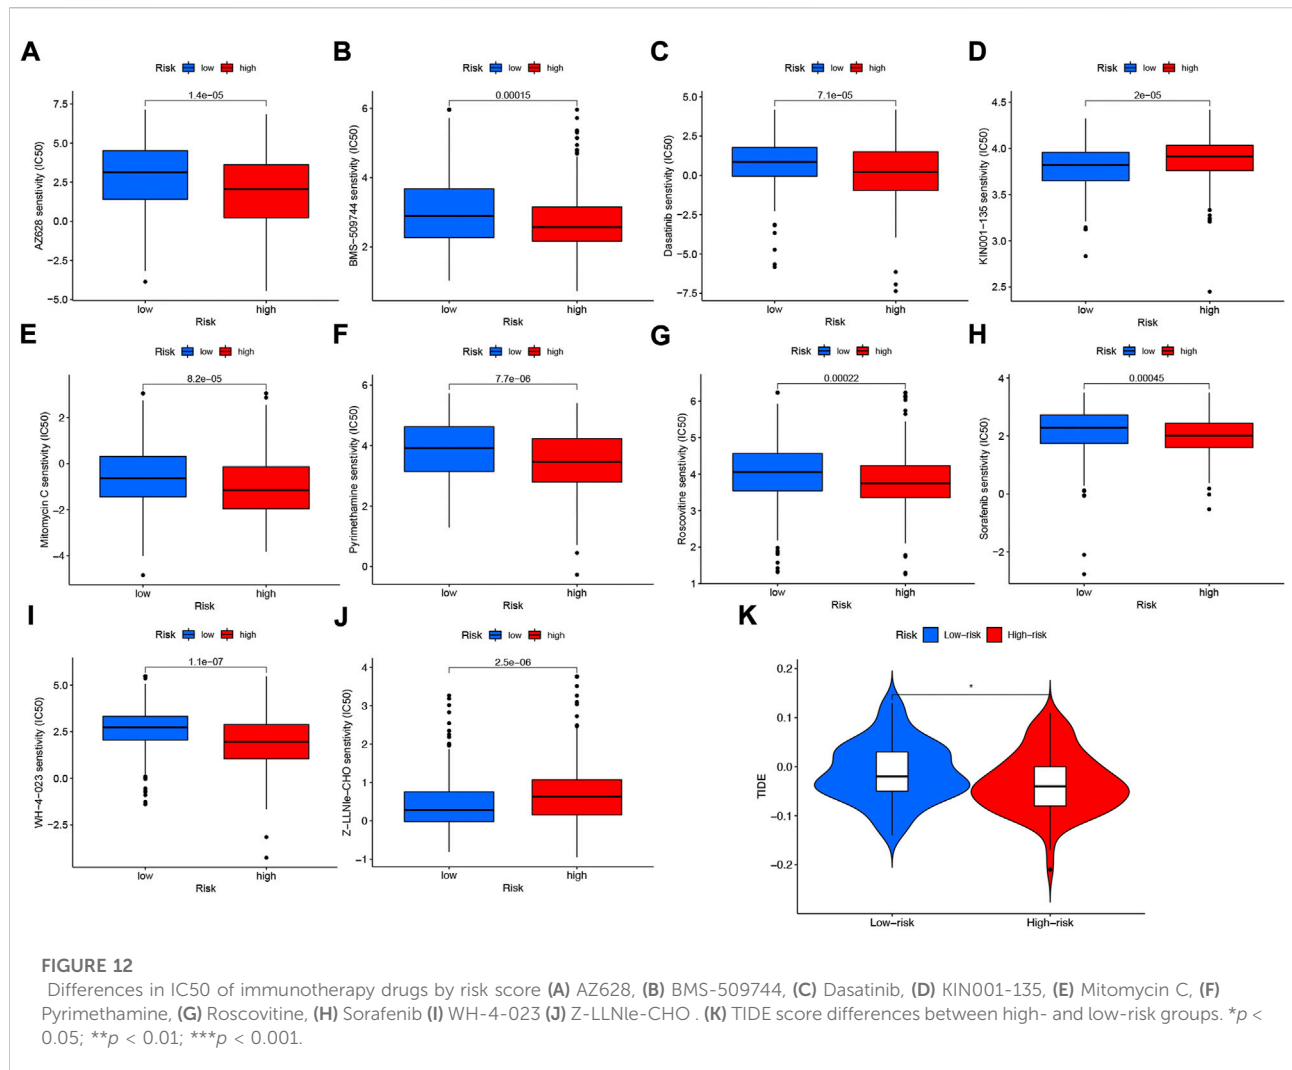 A
Risk low high
1.4e−05
AZ628 senstivity (IC50)
7.5
5.0
2.5
0.0
−2.5
−5.0
low high
Risk
B
Risk low high
0.00015
BMS−509744 senstivity (IC50)
6
4
2
low high
Risk
C
Risk low high
7.1e−05
Dasatinib senstivity (IC50)
5.0
2.5
0.0
−2.5
−5.0
−7.5
low high
Risk
D
Risk low high
2e−05
KIN001−135 senstivity (IC50)
4.5
4.0
3.5
3.0
2.5
low high
Risk
E
Risk low high
8.2e−05
Mitomycin C senstivity (IC50)
2
0
−2
−4
low high
Risk
F
Risk low high
7.7e−06
Pyrimethamine senstivity (IC50)
6
4
2
0
low high
Risk
G
Risk low high
0.00022
Roscovitine senstivity (IC50)
6
5
4
3
2
1
low high
Risk
H
Risk low high
0.00045
Sorafenib senstivity (IC50)
4
2
0
−2
low high
Risk
I
Risk low high
1.1e−07
WH−4−023 senstivity (IC50)
5.0
2.5
0.0
−2.5
low high
Risk
J
Risk low high
2.5e−06
Z−LLNle−CHO senstivity (IC50)
4
3
2
1
0
−1
low high
Risk
K
Risk Low−risk High−risk
*
TIDE
0.2
0.1
0.0
−0.1
−0.2
Low−risk High−risk
FIGURE 12
Differences in IC50 of immunotherapy drugs by risk score (A) AZ628, (B) BMS-509744, (C) Dasatinib, (D) KIN001-135, (E) Mitomycin C, (F)
Pyrimethamine, (G) Roscovitine, (H) Sorafenib (I) WH-4-023 (J) Z-LLNle-CHO . (K) TIDE score differences between high- and low-risk groups. *p <
0.05; **p < 0.01; ***p < 0.001.